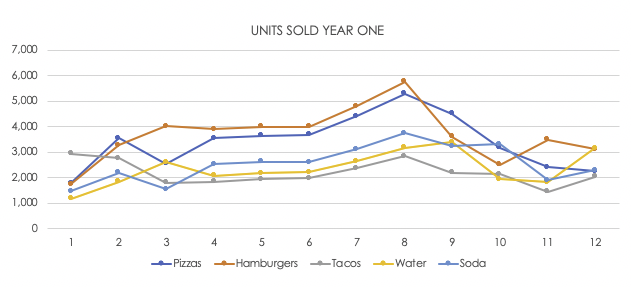 UNITS SOLD YEAR ONE
7,000
6,000
5,000
4,000
3,000
2,000
1,000
0
1 2 3 4 5 6 7 8 9 10 11 12
Pizzas Hamburgers Tacos Water Soda